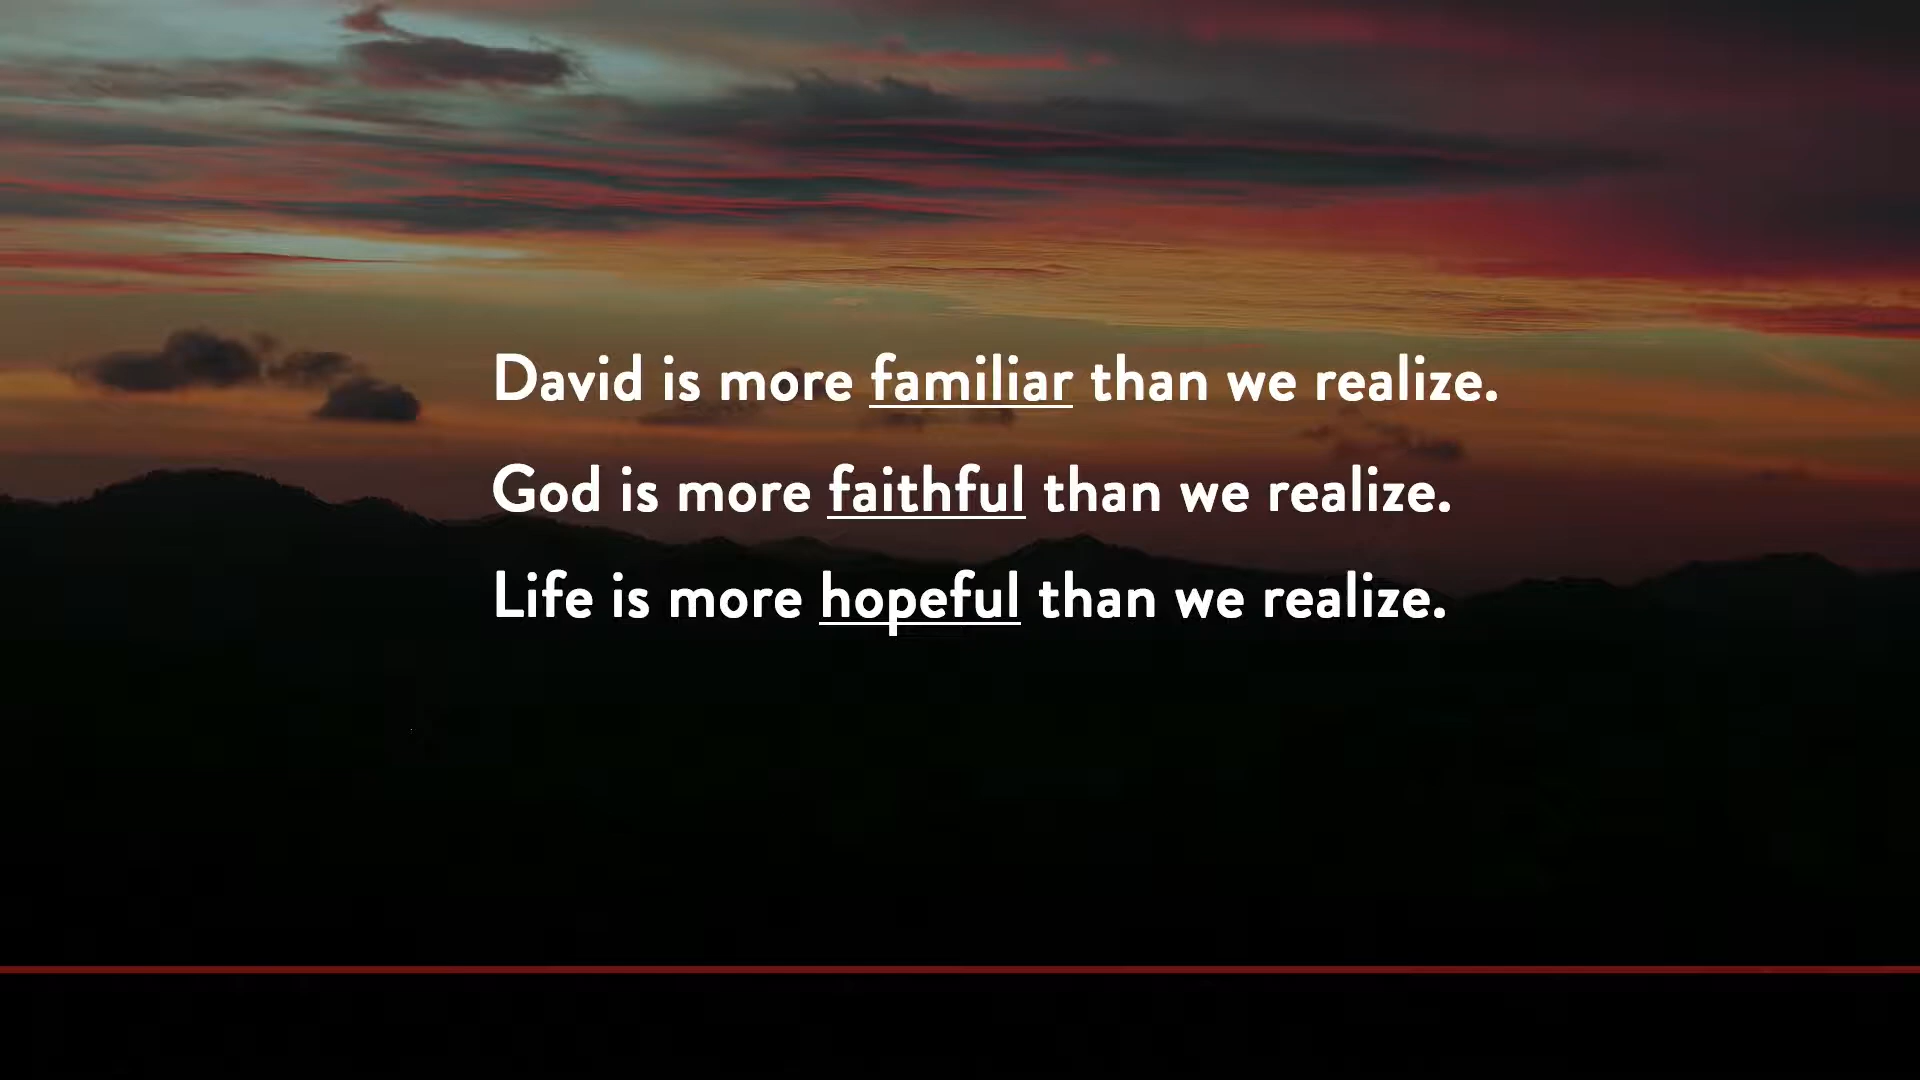 David is more familiar than we realize.
God is more faithful than we realize.
Life is more hopeful than we realize.